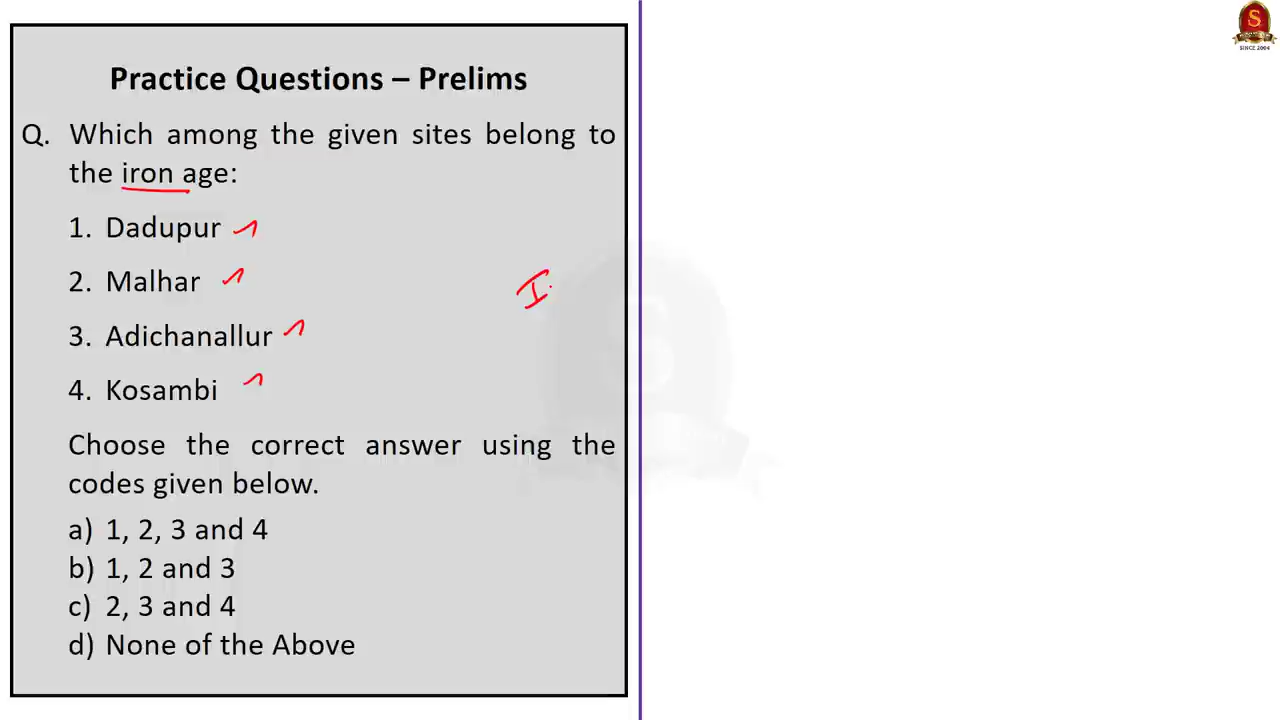 Practice Questions – Prelims
Q. Which among the given sites belong to
the iron age:
1. Dadupur
2. Malhar
3. Adichanallur
4. Kosambi
Choose the correct answer using the
codes given below.
a) 1, 2, 3 and 4
b) 1, 2 and 3
c) 2, 3 and 4
d) None of the Above
S
SINCE 2004